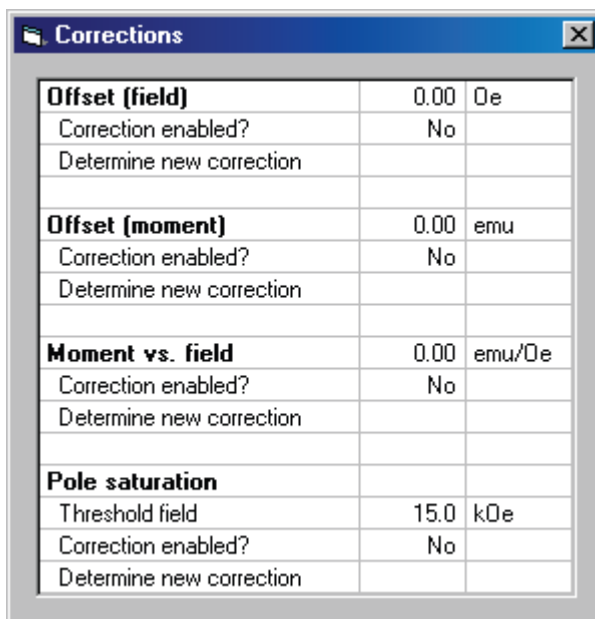 Corrections
Offset (field) 0.00 Oe
Correction enabled? No
Determine new correction
Offset (moment) 0.00 emu
Correction enabled? No
Determine new correction
Moment vs. field 0.00 emu/Oe
Correction enabled? No
Determine new correction
Pole saturation
Threshold field 15.0 kOe
Correction enabled? No
Determine new correction